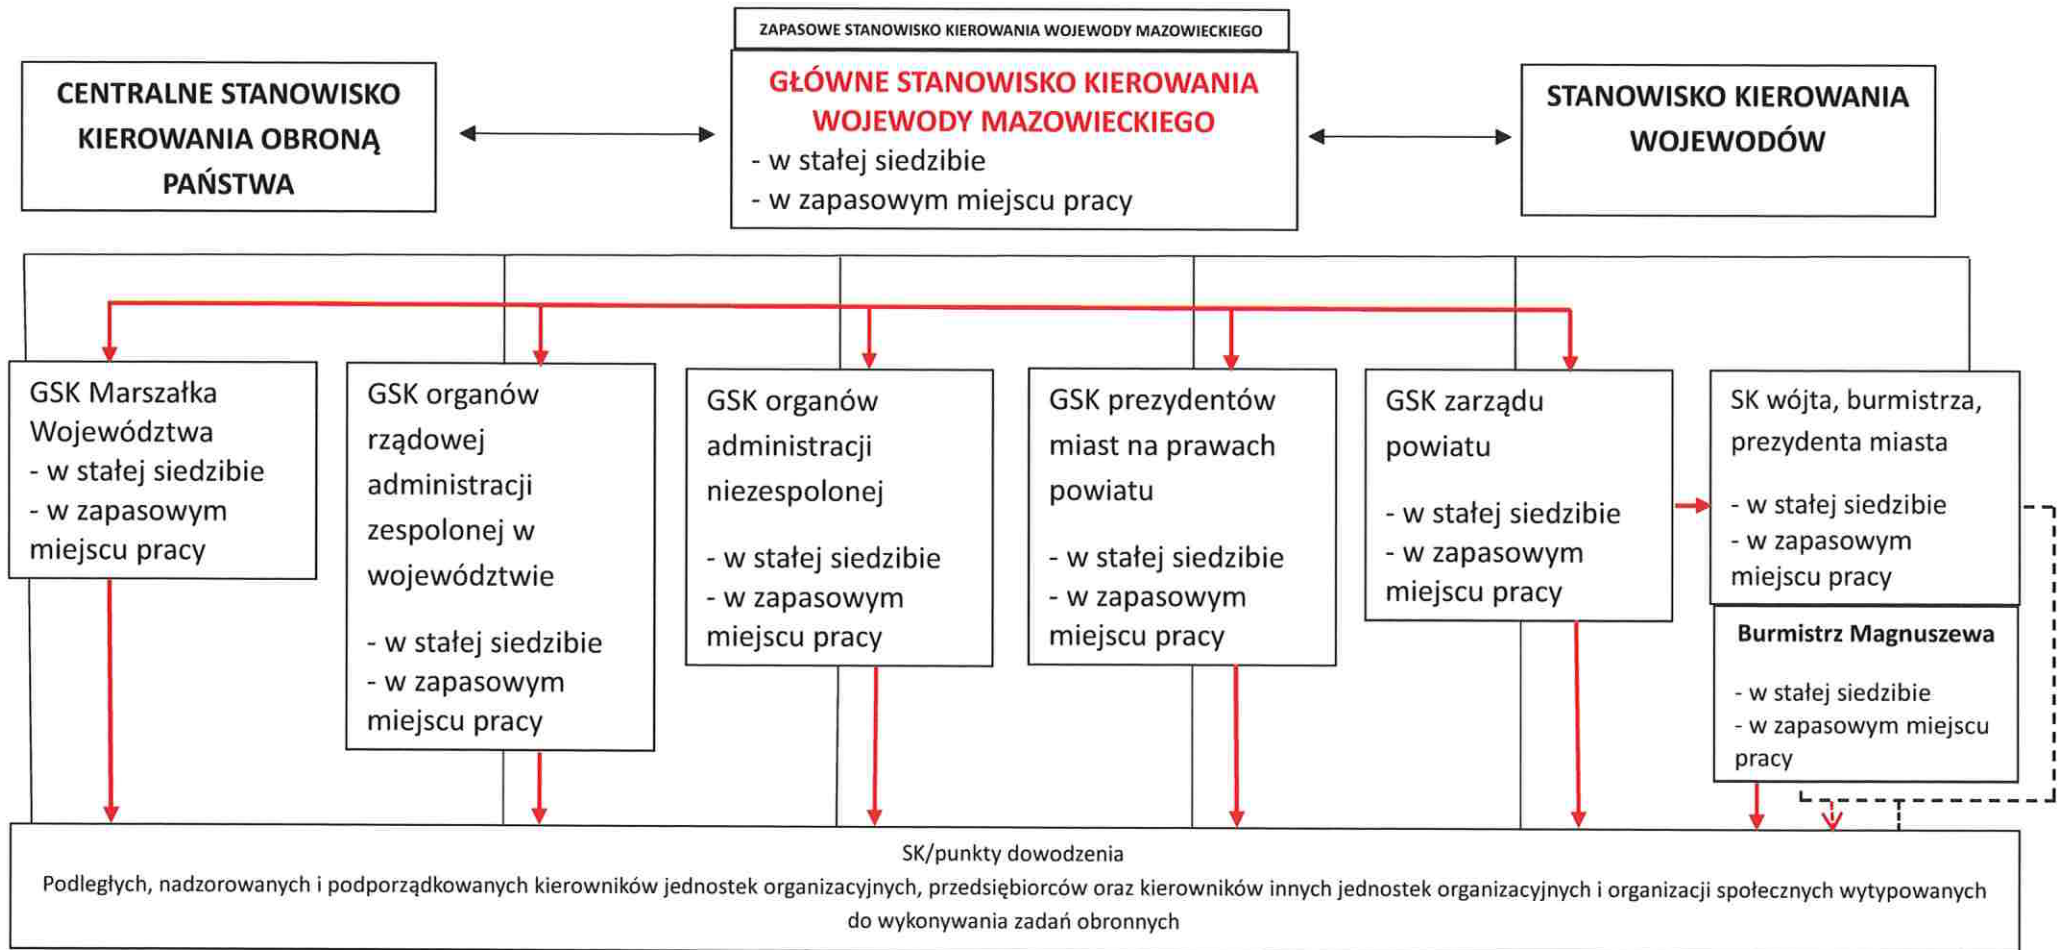 ZAPASOWE STANOWISKO KIEROWANIA WOJEWODY MAZOWIECKIEGO
CENTRALNE STANOWISKO
KIEROWANIA OBRONĄ
PAŃSTWA
GŁÓWNE STANOWISKO KIEROWANIA
WOJEWODY MAZOWIECKIEGO
- w stałej siedzibie
- w zapasowym miejscu pracy
STANOWISKO KIEROWANIA
WOJEWODÓW
GSK Marszałka
Województwa
- w stałej siedzibie
- w zapasowym
miejscu pracy
GSK organów
rządowej
administracji
zespolonej w
województwie
- w stałej siedzibie
- w zapasowym
miejscu pracy
GSK organów
administracji
niezespolonej
- w stałej siedzibie
- w zapasowym
miejscu pracy
GSK prezydentów
miast na prawach
powiatu
- w stałej siedzibie
- w zapasowym
miejscu pracy
GSK zarządu
powiatu
- w stałej siedzibie
- w zapasowym
miejscu pracy
SK wójta, burmistrza,
prezydenta miasta
- w stałej siedzibie
- w zapasowym
miejscu pracy
Burmistrz Magnuszewa
- w stałej siedzibie
- w zapasowym miejscu
pracy
SK/punkty dowodzenia
Podległych, nadzorowanych i podporządkowanych kierowników jednostek organizacyjnych, przedsiębiorców oraz kierowników innych jednostek organizacyjnych i organizacji społecznych wytypowanych
do wykonywania zadań obronnych